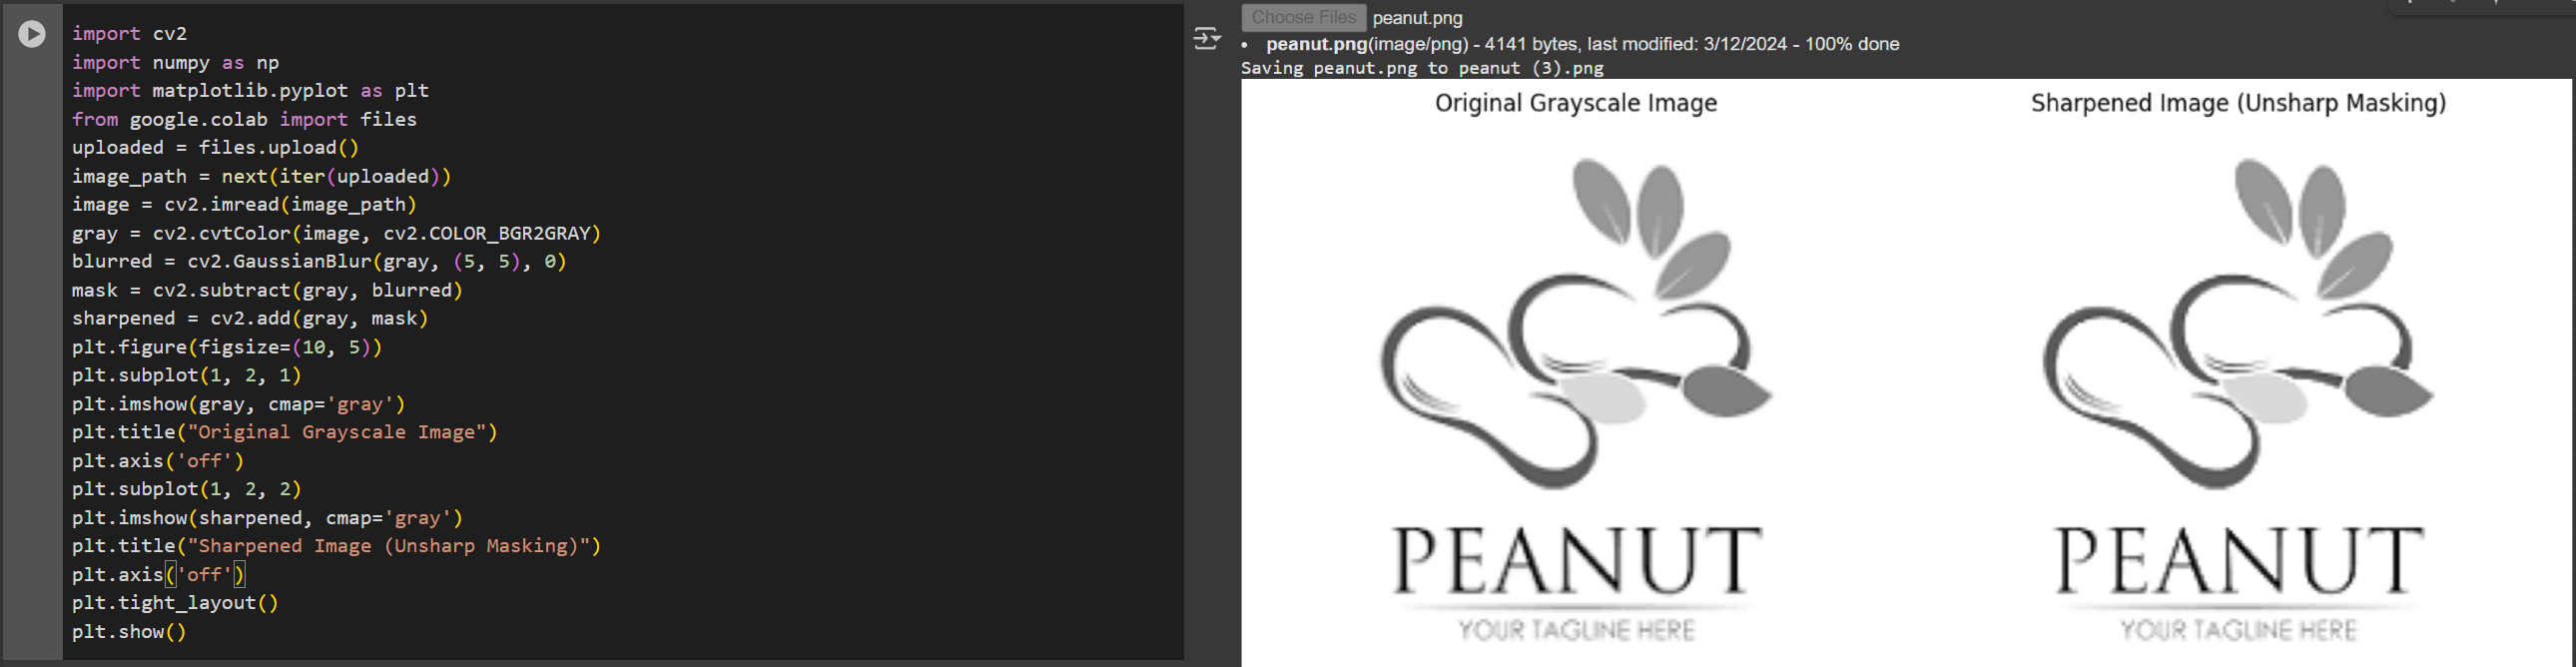 import cv2
import numpy as np
import matplotlib.pyplot as plt
from google.colab import files
uploaded = files.upload()
image_path = next(iter(uploaded))
image = cv2.imread(image_path)
gray = cv2.cvtColor(image, cv2.COLOR_BGR2GRAY)
blurred = cv2.GaussianBlur(gray, (5, 5), 0)
mask = cv2.subtract(gray, blurred)
sharpened = cv2.add(gray, mask)
plt.figure(figsize=(10, 5))
plt.subplot(1, 2, 1)
plt.imshow(gray, cmap='gray')
plt.title("Original Grayscale Image")
plt.axis('off')
plt.subplot(1, 2, 2)
plt.imshow(sharpened, cmap='gray')
plt.title("Sharpened Image (Unsharp Masking)")
plt.axis('off')
plt.tight_layout()
plt.show()
Choose Files peanut.png
• peanut.png(image/png) - 4141 bytes, last modified: 3/12/2024 - 100% done
Saving peanut.png to peanut (3).png
Original Grayscale Image
PEANUT
YOUR TAGLINE HERE
Sharpened Image (Unsharp Masking)
PEANUT
YOUR TAGLINE HERE